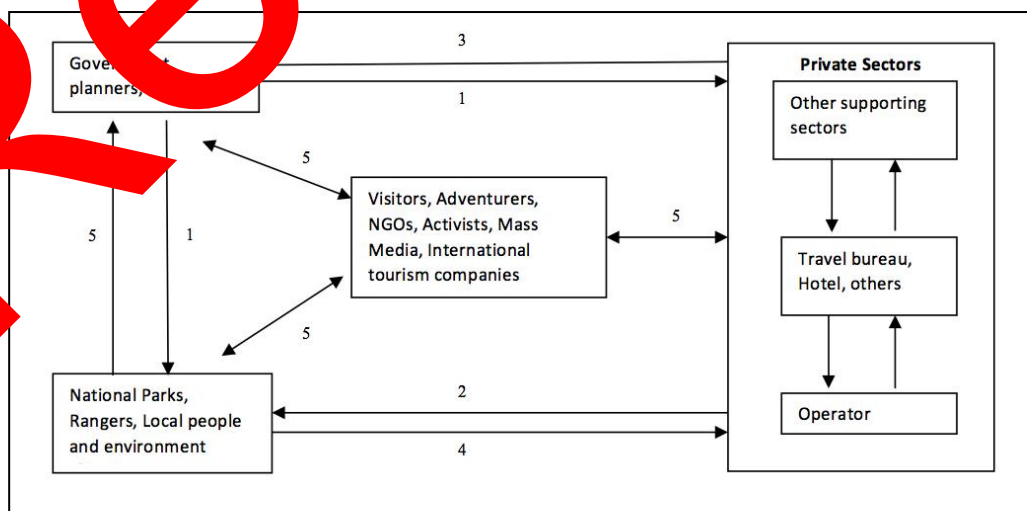 3
planners,
1
Private Sectors
Other supporting
sectors
5
Visitors, Adventurers,
NGOs, Activists, Mass
Media, International
tourism companies
5
5
1
Travel bureau,
Hotel, others
5
National Parks,
Rangers, Local people
and environment
2
4
Operator